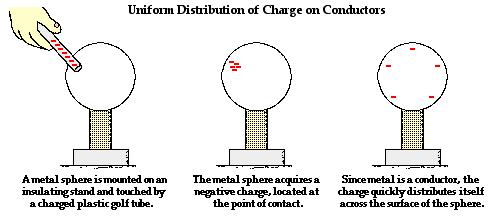 Uniform Distribution of Charge on Conductors
A metal sphere is mounted on an
insulating stand and touched by
a charged plastic golf tube.
The metal sphere acquires a
negative charge, located at
the point of contact.
Since metal is a conductor, the
charge quickly distributes itself
across the surface of the sphere.